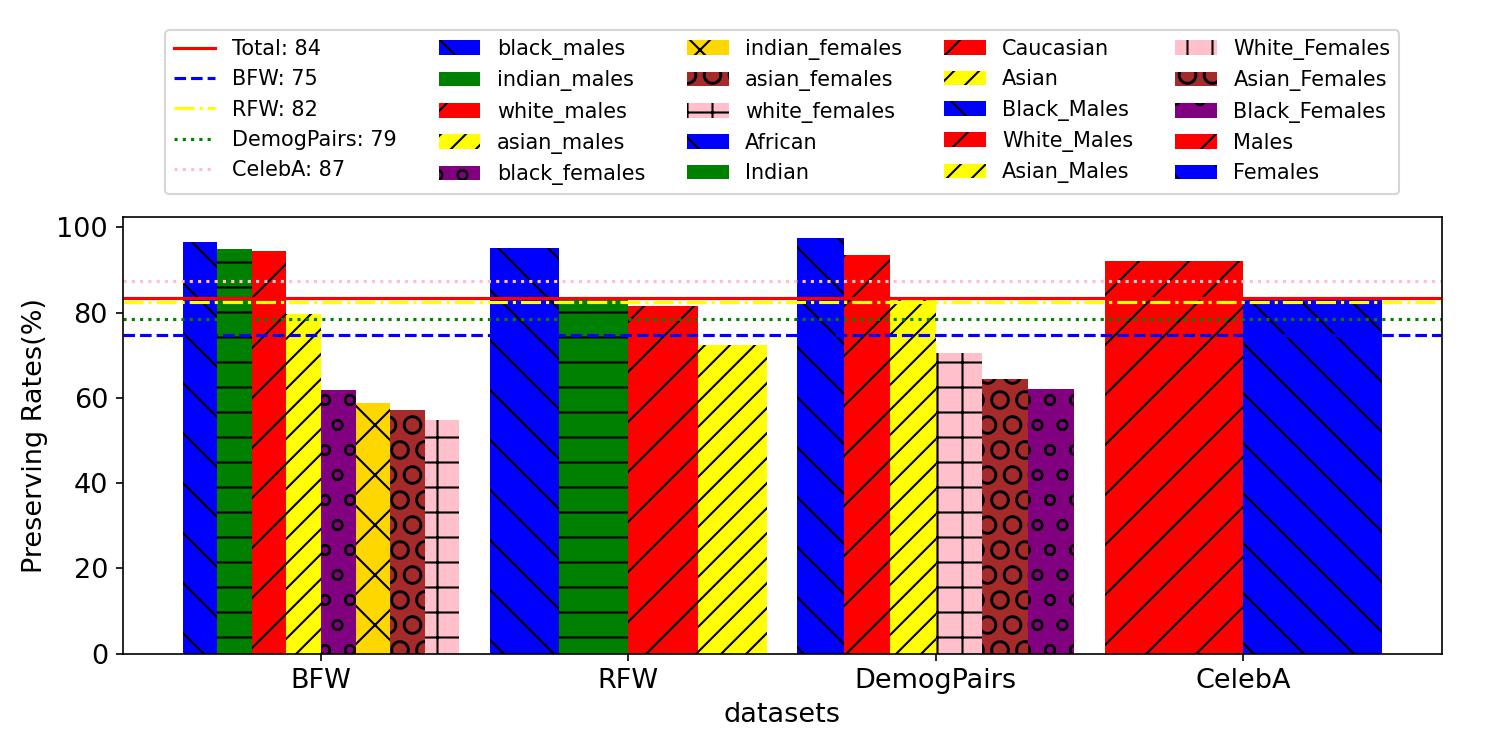 Total: 84
BFW: 75
RFW: 82
DemogPairs: 79
CelebA: 87
black_males
indian_males
white_males
asian_males
black_females
indian_females
asian_females
white_females
African
Indian
Caucasian
Asian
Black_Males
White_Males
Asian_Males
White_Females
Asian_Females
Black_Females
Males
Females
Preserving Rates(%)
100
80
60
40
20
0
BFW
RFW
DemogPairs
CelebA
datasets